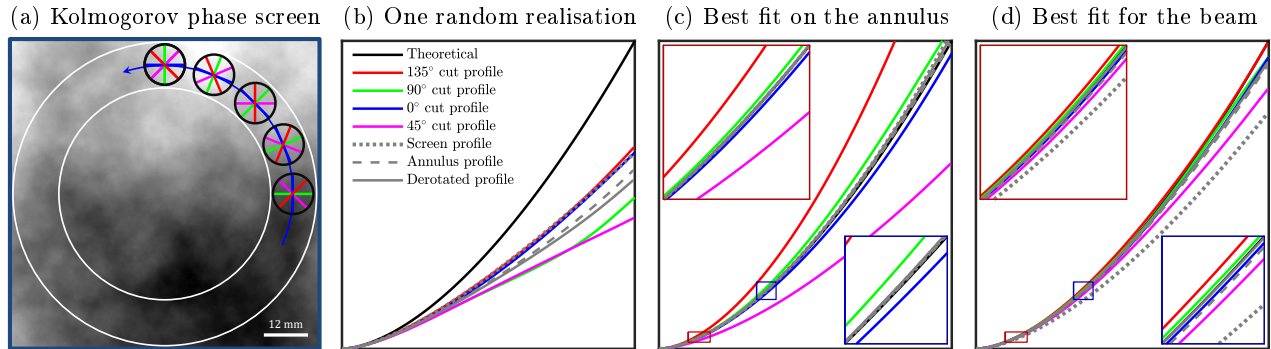 (a) Kolmogorov phase screen
(b) One random realisation
(c) Best fit on the annulus
(d) Best fit for the beam
12 mm
Theoretical
135° cut profile
90° cut profile
0° cut profile
45° cut profile
Screen profile
Annulus profile
Derotated profile